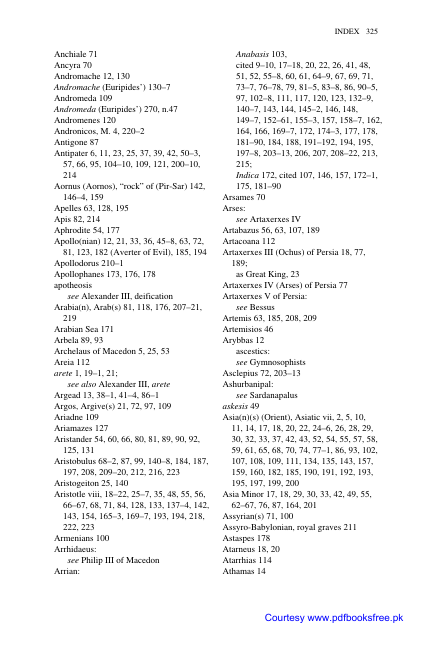 INDEX 325
Anchiale 71
Ancyra 70
Andromache 12, 130
Andromache (Euripides') 130–7
Andromeda 109
Andromeda (Euripides') 270, n.47
Andromenes 120
Andronicos, M. 4, 220–2
Antigone 87
Antipater 6, 11, 23, 25, 37, 39, 42, 50–3,
57, 66, 95, 104–10, 109, 121, 200–10,
214
Aornus (Aornos), “rock” of (Pir-Sar) 142,
146–4, 159
Apelles 63, 128, 195
Apis 82, 214
Aphrodite 54, 177
Apollo(nian) 12, 21, 33, 36, 45–8, 63, 72,
81, 123, 182 (Averter of Evil), 185, 194
Apollodorus 210–1
Apollophanes 173, 176, 178
apotheosis
see Alexander III, deification
Arabia(n), Arab(s) 81, 118, 176, 207–21,
219
Arabian Sea 171
Arbela 89, 93
Archelaus of Macedon 5, 25, 53
Areia 112
arete 1, 19–1, 21;
see also Alexander III, arete
Argead 13, 38–1, 41–4, 86–1
Argos, Argive(s) 21, 72, 97, 109
Ariadne 109
Ariamazes 127
Aristander 54, 60, 66, 80, 81, 89, 90, 92,
125, 131
Aristobulus 68–2, 87, 99, 140–8, 184, 187,
197, 208, 209–20, 212, 216, 223
Aristogeiton 25, 140
Aristotle viii, 18–22, 25–7, 35, 48, 55, 56,
66–67, 68, 71, 84, 128, 133, 137–4, 142,
143, 154, 165–3, 169–7, 193, 194, 218,
222, 223
Armenians 100
Arrhidaeus:
see Philip III of Macedon
Arrian:
Anabasis 103,
cited 9–10, 17–18, 20, 22, 26, 41, 48,
51, 52, 55–8, 60, 61, 64–9, 67, 69, 71,
73–7, 76–78, 79, 81–5, 83–8, 86, 90–5,
97, 102–8, 111, 117, 120, 123, 132–9,
140–7, 143, 144, 145–2, 146, 148,
149–7, 152–61, 155–3, 157, 158–7, 162,
164, 166, 169–7, 172, 174–3, 177, 178,
181–90, 184, 188, 191–192, 194, 195,
197–8, 203–13, 206, 207, 208–22, 213,
215;
Indica 172, cited 107, 146, 157, 172–1,
175, 181–90
Arsames 70
Arses:
see Artaxerxes IV
Artabazus 56, 63, 107, 189
Artacoana 112
Artaxerxes III (Ochus) of Persia 18, 77,
189;
as Great King, 23
Artaxerxes IV (Arses) of Persia 77
Artaxerxes V of Persia:
see Bessus
Artemis 63, 185, 208, 209
Artemisios 46
Arybbas 12
ascestics:
see Gymnosophists
Asclepius 72, 203–13
Ashurbanipal:
see Sardanapalus
askesis 49
Asia(n)(s) (Orient), Asiatic vii, 2, 5, 10,
11, 14, 17, 18, 20, 22, 24–6, 26, 28, 29,
30, 32, 33, 37, 42, 43, 52, 54, 55, 57, 58,
59, 61, 65, 68, 70, 74, 77–1, 86, 93, 102,
107, 108, 109, 111, 134, 135, 143, 157,
159, 160, 182, 185, 190, 191, 192, 193,
195, 197, 199, 200
Asia Minor 17, 18, 29, 30, 33, 42, 49, 55,
62–67, 76, 87, 164, 201
Assyrian(s) 71, 100
Assyro-Babylonian, royal graves 211
Astaspes 178
Atarneus 18, 20
Atarrhias 114
Athamas 14
Courtesy www.pdfbooksfree.pk